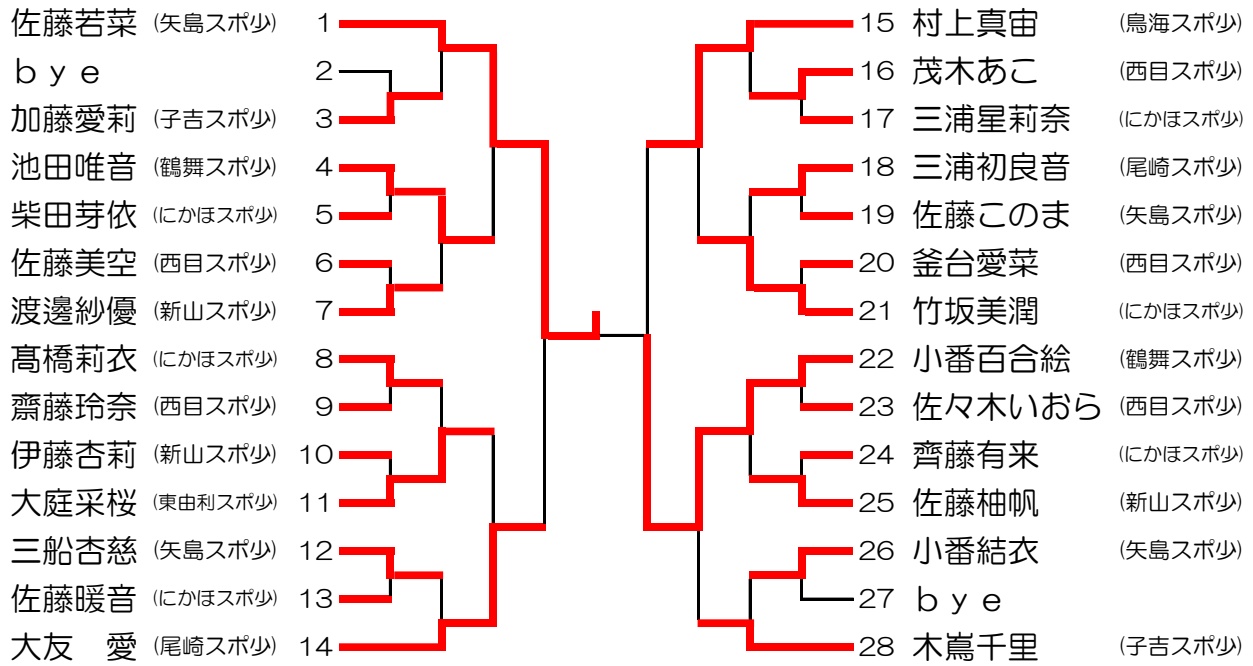 佐藤若菜 (矢島スポ少) 1
ｂｙｅ 2
加藤愛莉 (子吉スポ少) 3
池田唯音 (鶴舞スポ少) 4
柴田芽依 (にかほスポ少) 5
佐藤美空 (西目スポ少) 6
渡邊紗優 (新山スポ少) 7
髙橋莉衣 (にかほスポ少) 8
齋藤玲奈 (西目スポ少) 9
伊藤杏莉 (新山スポ少) 10
大庭采桜 (東由利スポ少) 11
三船杏慈 (矢島スポ少) 12
佐藤暖音 (にかほスポ少) 13
大友　愛 (尾崎スポ少) 14
15 村上真宙 (鳥海スポ少)
16 茂木あこ (西目スポ少)
17 三浦星莉奈 (にかほスポ少)
18 三浦初良音 (尾崎スポ少)
19 佐藤このま (矢島スポ少)
20 釜台愛菜 (西目スポ少)
21 竹坂美潤 (にかほスポ少)
22 小番百合絵 (鶴舞スポ少)
23 佐々木いおら (西目スポ少)
24 齊藤有来 (にかほスポ少)
25 佐藤柚帆 (新山スポ少)
26 小番結衣 (矢島スポ少)
27 ｂｙｅ
28 木嶌千里 (子吉スポ少)